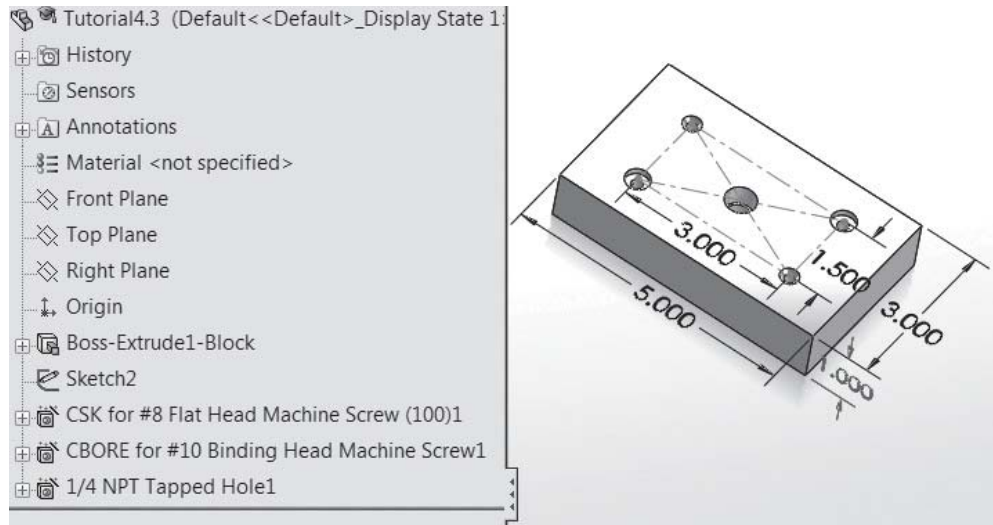 Tutorial4.3 (Default<<Default>_Display State 1
History
Sensors
A Annotations
Material <not specified>
Front Plane
Top Plane
Right Plane
Origin
Boss-Extrude1-Block
Sketch2
CSK for #8 Flat Head Machine Screw (100)1
CBORE for #10 Binding Head Machine Screw1
1/4 NPT Tapped Hole1
3.000
1.500
5.000
3.000
1.000